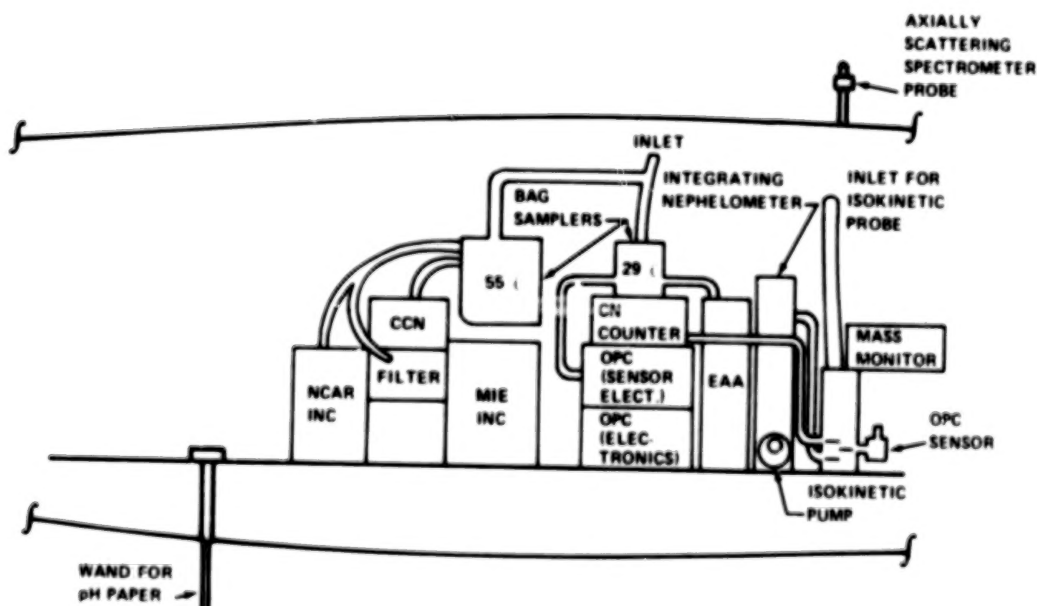 AXIALLY
SCATTERING
SPECTROMETER
PROBE
INLET
INTEGRATING
NEPHELOMETER
INLET FOR
ISOKINETIC
PROBE
BAG
SAMPLERS
55 (
29 (
CCN
CN
COUNTER
MASS
MONITOR
FILTER
NCAR
INC
MIE
INC
OPC
(SENSOR
ELECT.)
EAA
OPC
(ELEC-
TRONICS)
OPC
SENSOR
ISOKINETIC
PUMP
WAND FOR
pH PAPER